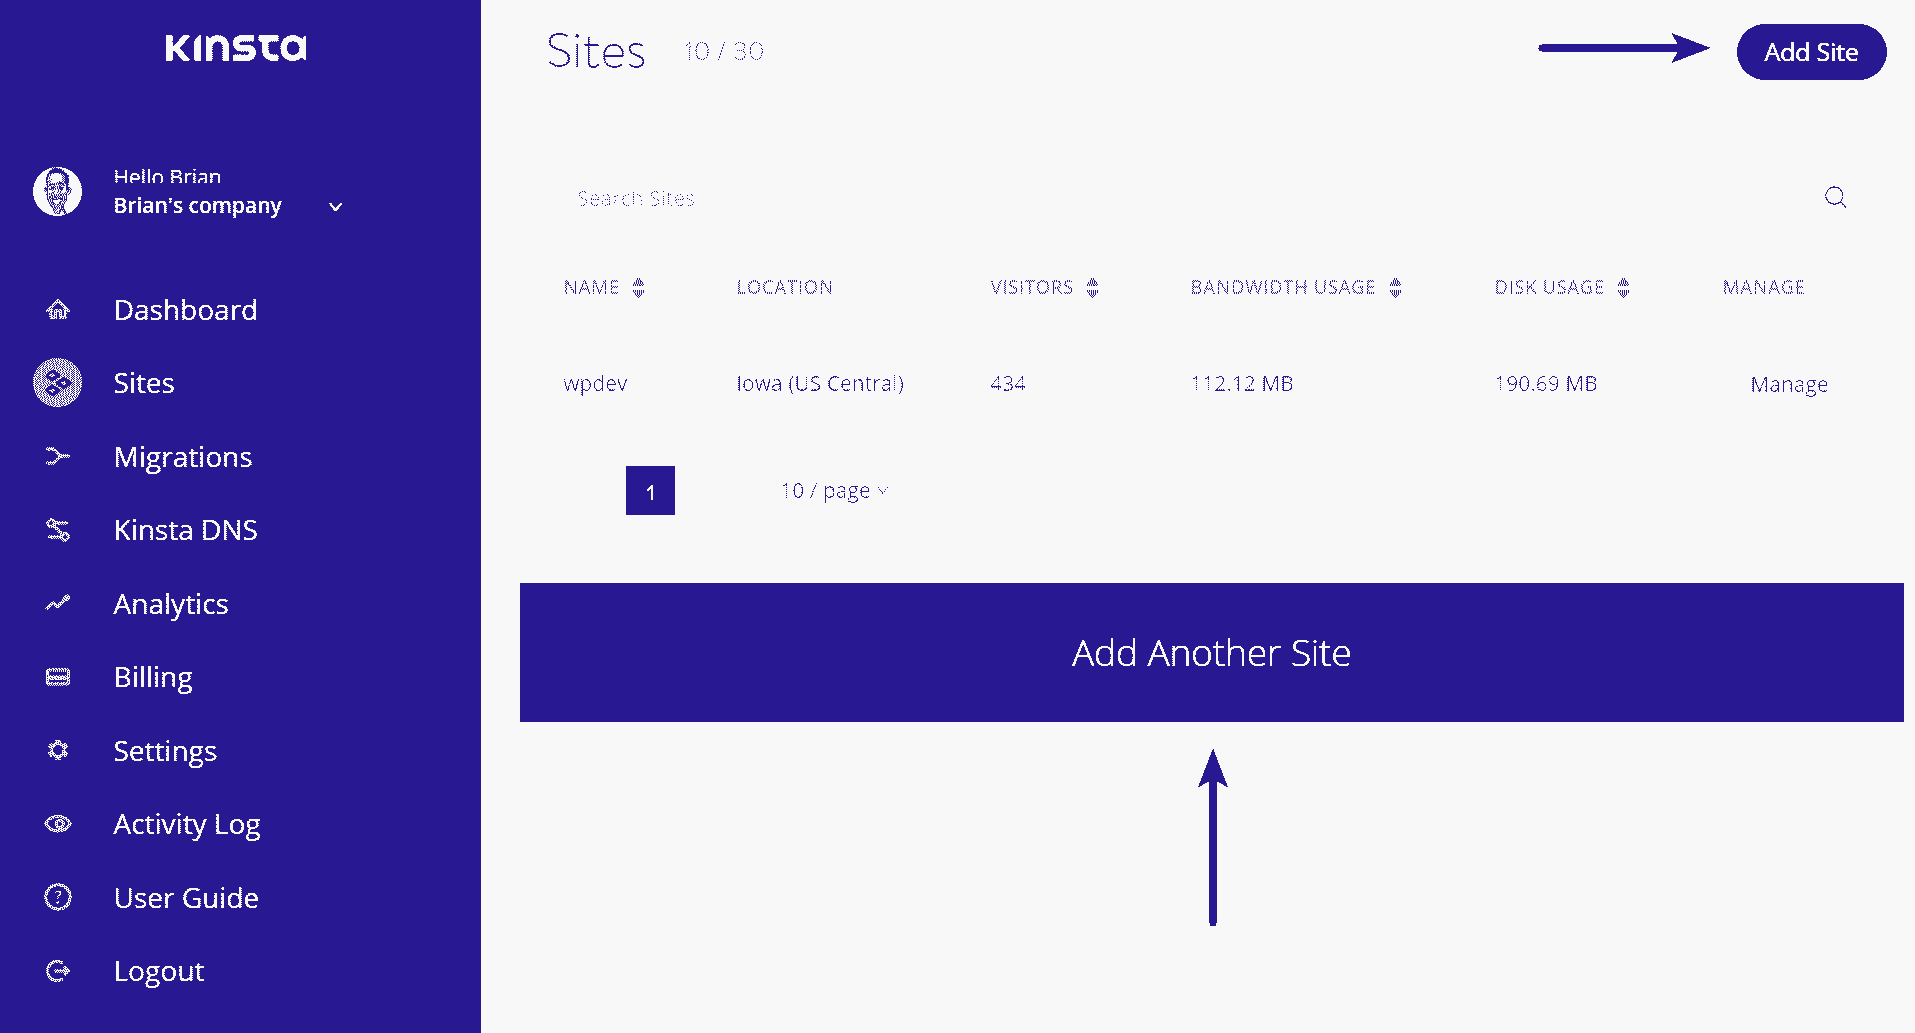 Kinsta
Hello Brian
Brian's company
Dashboard
Sites
Migrations
Kinsta DNS
Analytics
Billing
Settings
Activity Log
User Guide
Logout
Sites 10 / 30
Add Site
Search Sites
NAME LOCATION VISITORS BANDWIDTH USAGE DISK USAGE MANAGE
wpdev Iowa (US Central) 434 112.12 MB 190.69 MB Manage
1 10 / page
Add Another Site